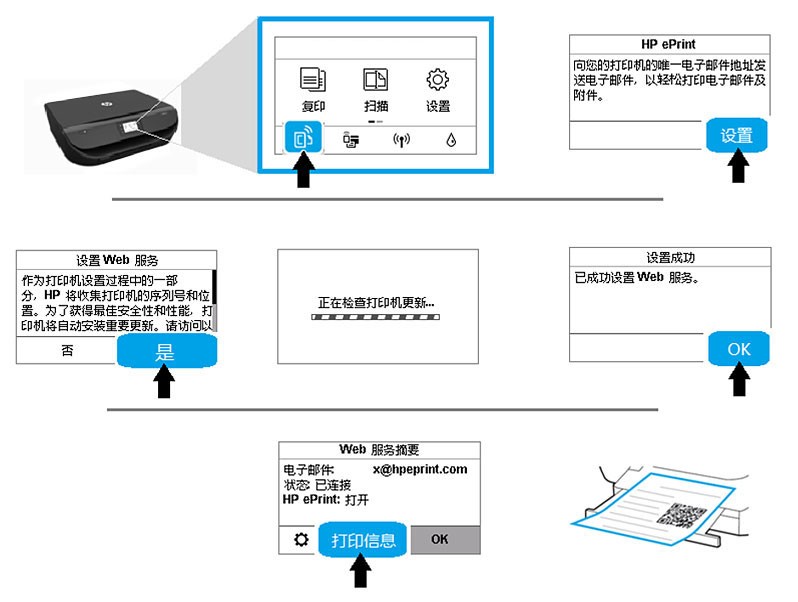 复印 扫描 设置
HP ePrint
向您的打印机的唯一电子邮件地址发
送电子邮件，以轻松打印电子邮件及
附件。
设置
设置 Web 服务
作为打印机设置过程中的一部
分，HP 将收集打印机的序列号和位
置。为了获得最佳安全性和性能，打
印机将自动安装重要更新。请访问以
否 是
正在检查打印机更新...
设置成功
已成功设置 Web 服务。
OK
Web 服务摘要
电子邮件: x@hpeprint.com
状态: 已连接
HP ePrint: 打开
打印信息 OK